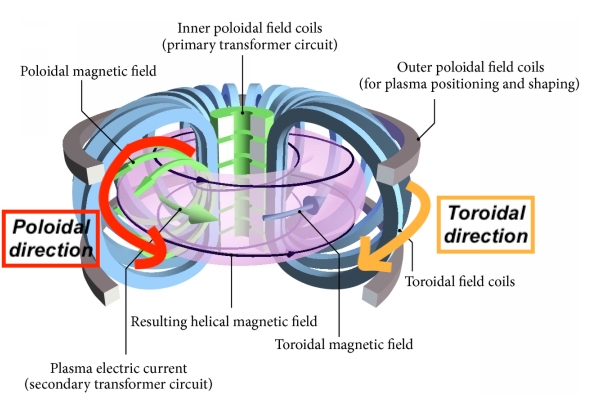 Inner poloidal field coils
(primary transformer circuit)
Poloidal magnetic field
Outer poloidal field coils
(for plasma positioning and shaping)
Poloidal
direction
Toroidal
direction
Toroidal field coils
Resulting helical magnetic field
Toroidal magnetic field
Plasma electric current
(secondary transformer circuit)